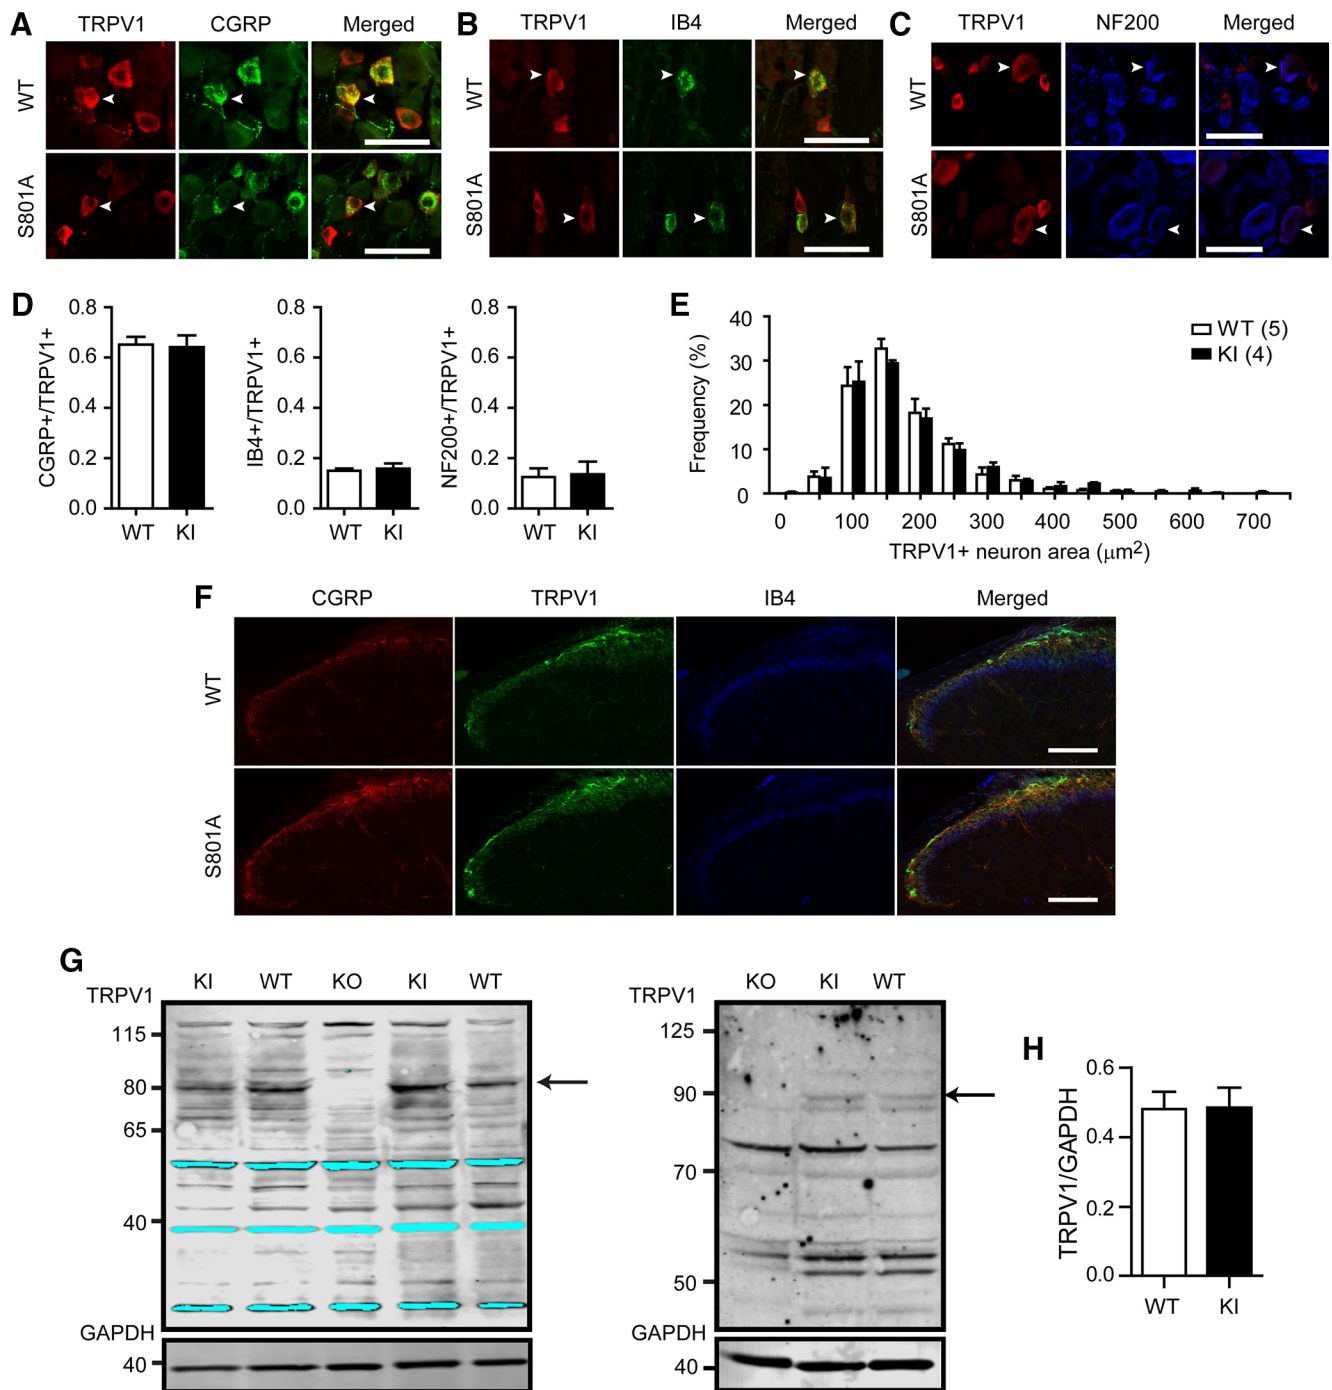 A
TRPV1 CGRP Merged
WT
S801A
B
TRPV1 IB4 Merged
WT
S801A
C
TRPV1 NF200 Merged
WT
S801A
D
0.8
0.6
0.4
0.2
0.0
CGRP+/TRPV1+
WT KI
0.8
0.6
0.4
0.2
0.0
IB4+/TRPV1+
WT KI
0.8
0.6
0.4
0.2
0.0
NF200+/TRPV1+
WT KI
E
40
30
20
10
0
Frequency (%)
WT (5)
KI (4)
0 100 200 300 400 500 600 700
TRPV1+ neuron area (μm²)
F
CGRP TRPV1 IB4 Merged
WT
S801A
G
KI WT KO KI WT
TRPV1
115
80
65
40
GAPDH
40
KO KI WT
TRPV1
125
90
70
50
GAPDH
40
H
0.6
0.4
0.2
0.0
TRPV1/GAPDH
WT KI